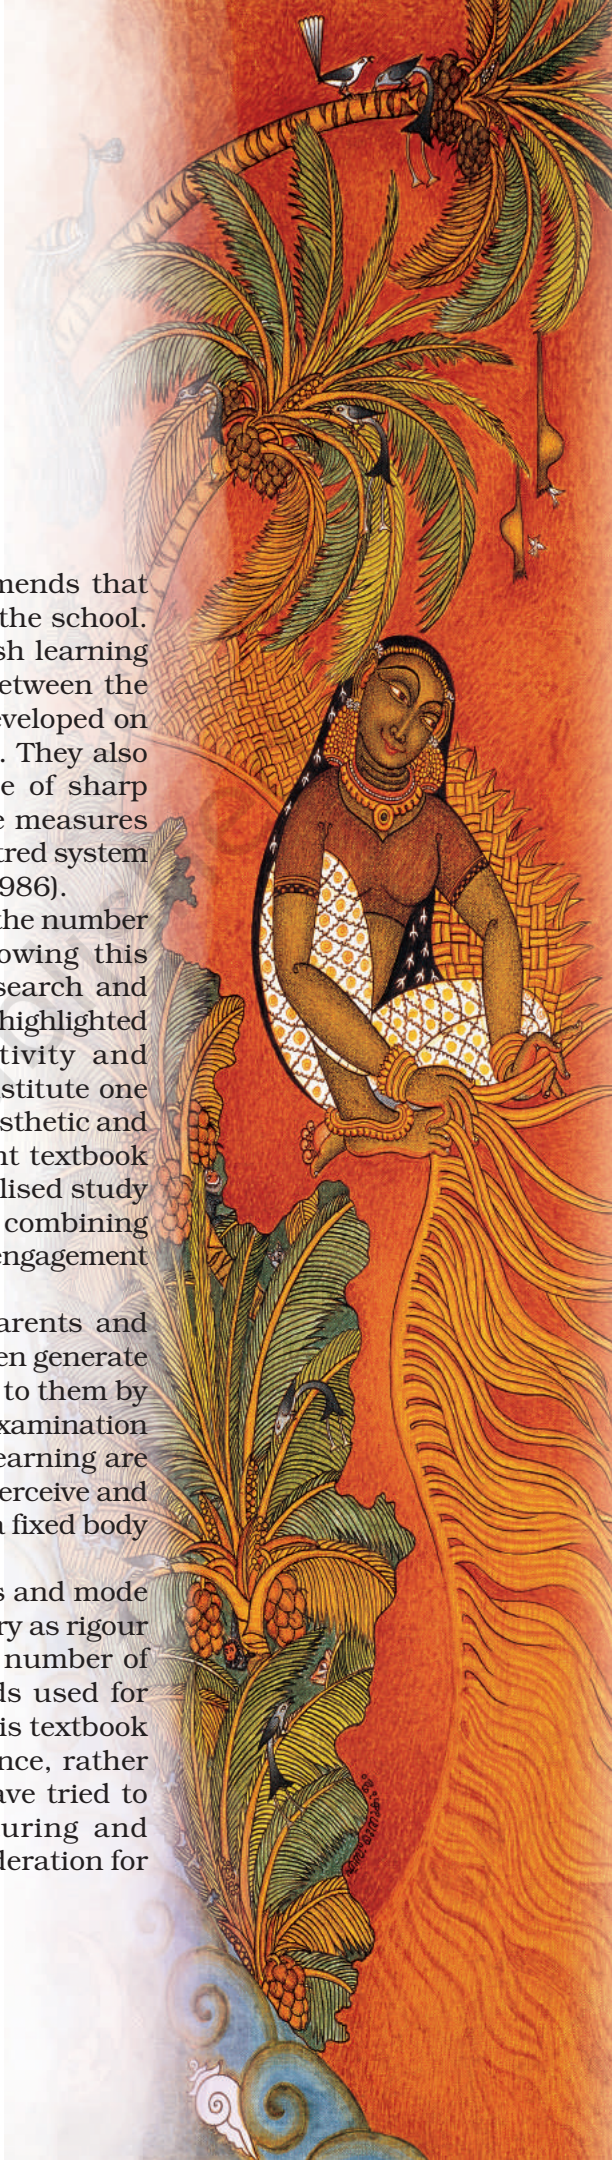 mends that
the school.
sh learning
etween the
eveloped on
. They also
e of sharp
e measures
tred system
986).
the number
owing this
search and
highlighted
tivity and
stitute one
sthetic and
nt textbook
lised study
combining
engagement
arents and
en generate
to them by
xamination
earning are
erceive and
a fixed body
s and mode
ry as rigour
number of
ds used for
is textbook
nce, rather
ave tried to
uring and
deration for